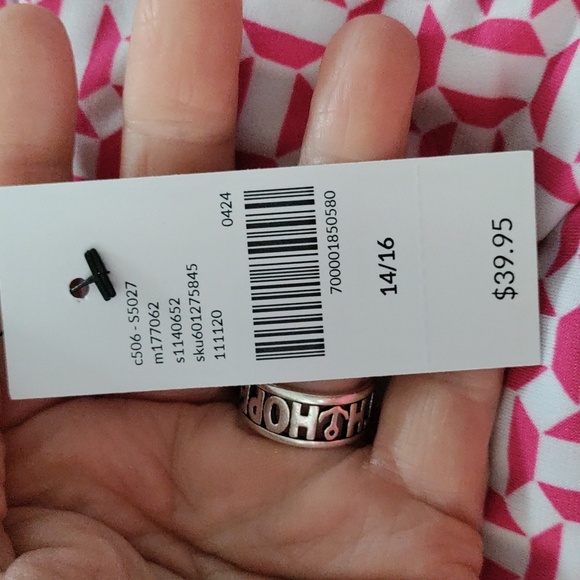 c506 - S5027
m177062
s1140652
sku601275845
111120
0424
700001850580
14/16
$39.95
HOP